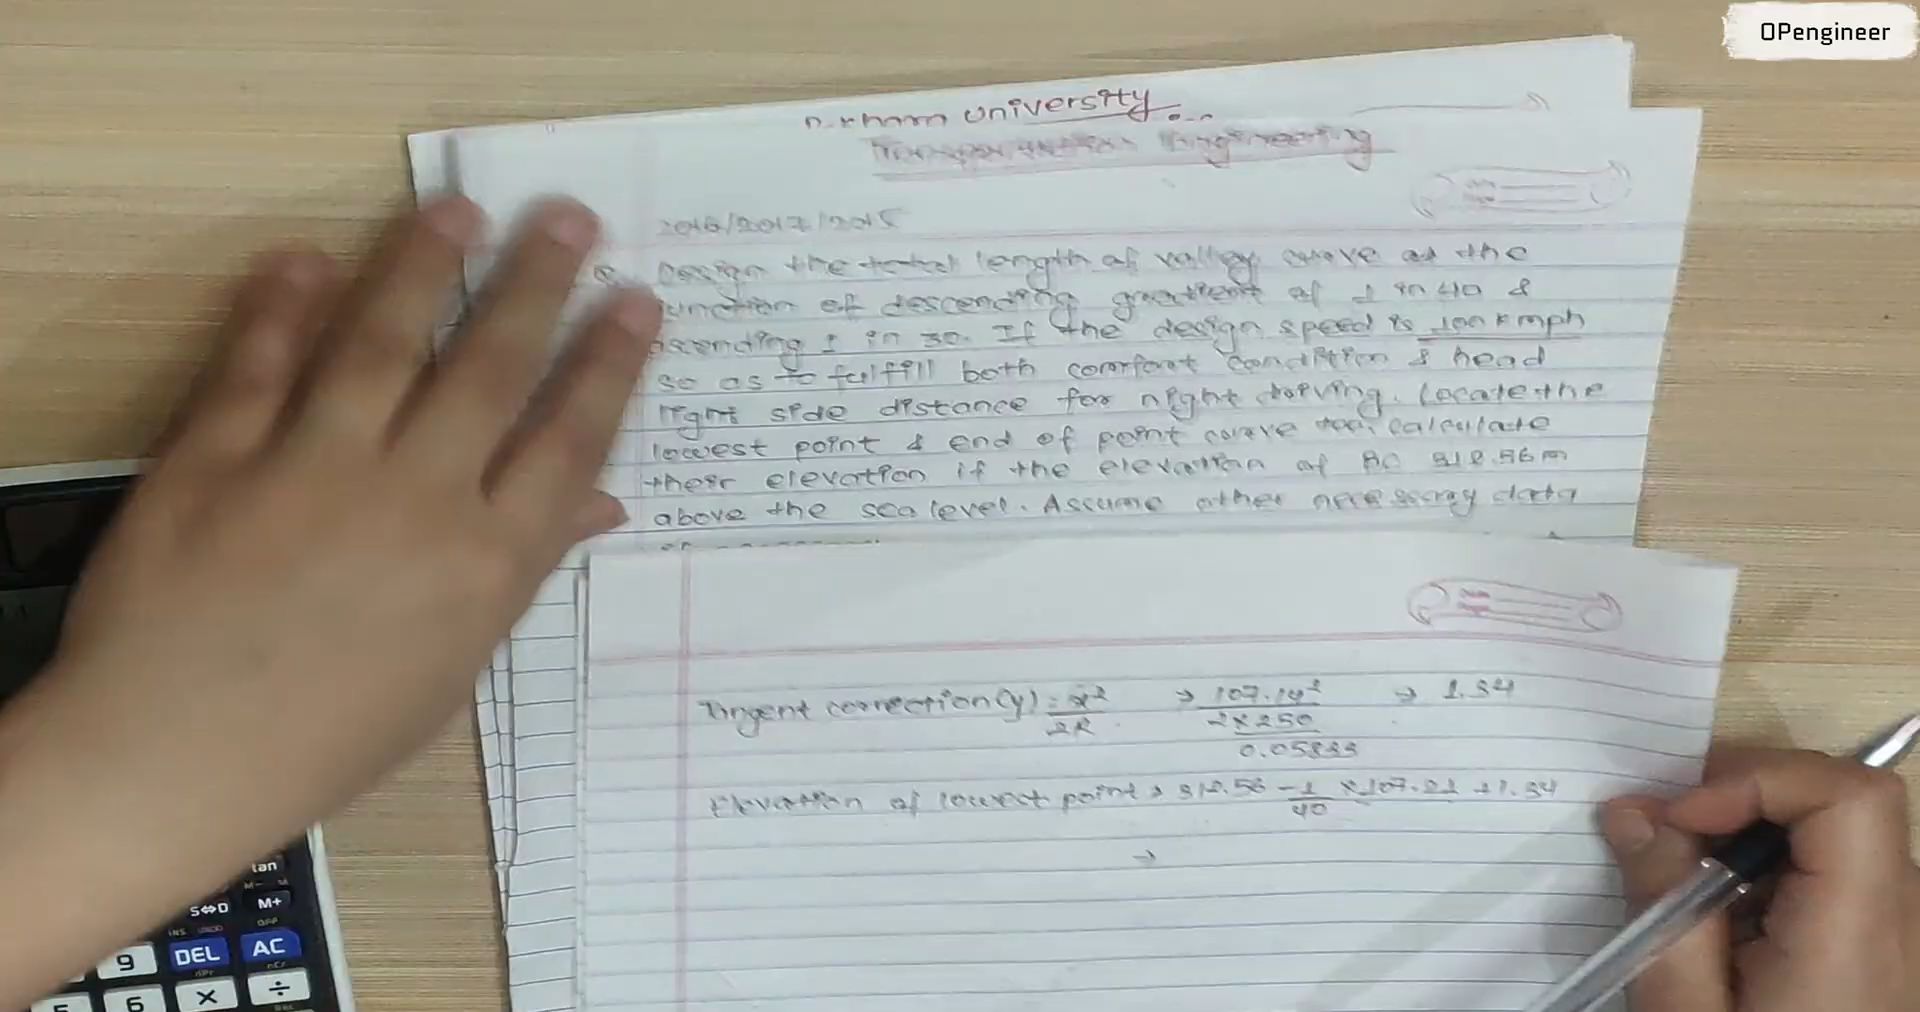 OPengineer
University
Engineering
2016/2017/2015
Design the total length of valley curve at the
junction of descending gradient of 1 in 40 &
ascending 1 in 30. If the design speed is 100 kmph
so as to fulfill both comfort condition & head
light side distance for night driving. Locate the
lowest point & end of point curve calculate
their elevation if the elevation of 312.56m
above the sea level. Assume other necessary data
Tangent correction (y) = x²/2R → 107.14²/(2×250/0.05833) → 1.34
Elevation of lowest point → 312.56 - 1/40 × 107.21 + 1.34
→
tan
M- M
S⇔D M+
INS UNDO OFF
9 DEL AC
6 × ÷